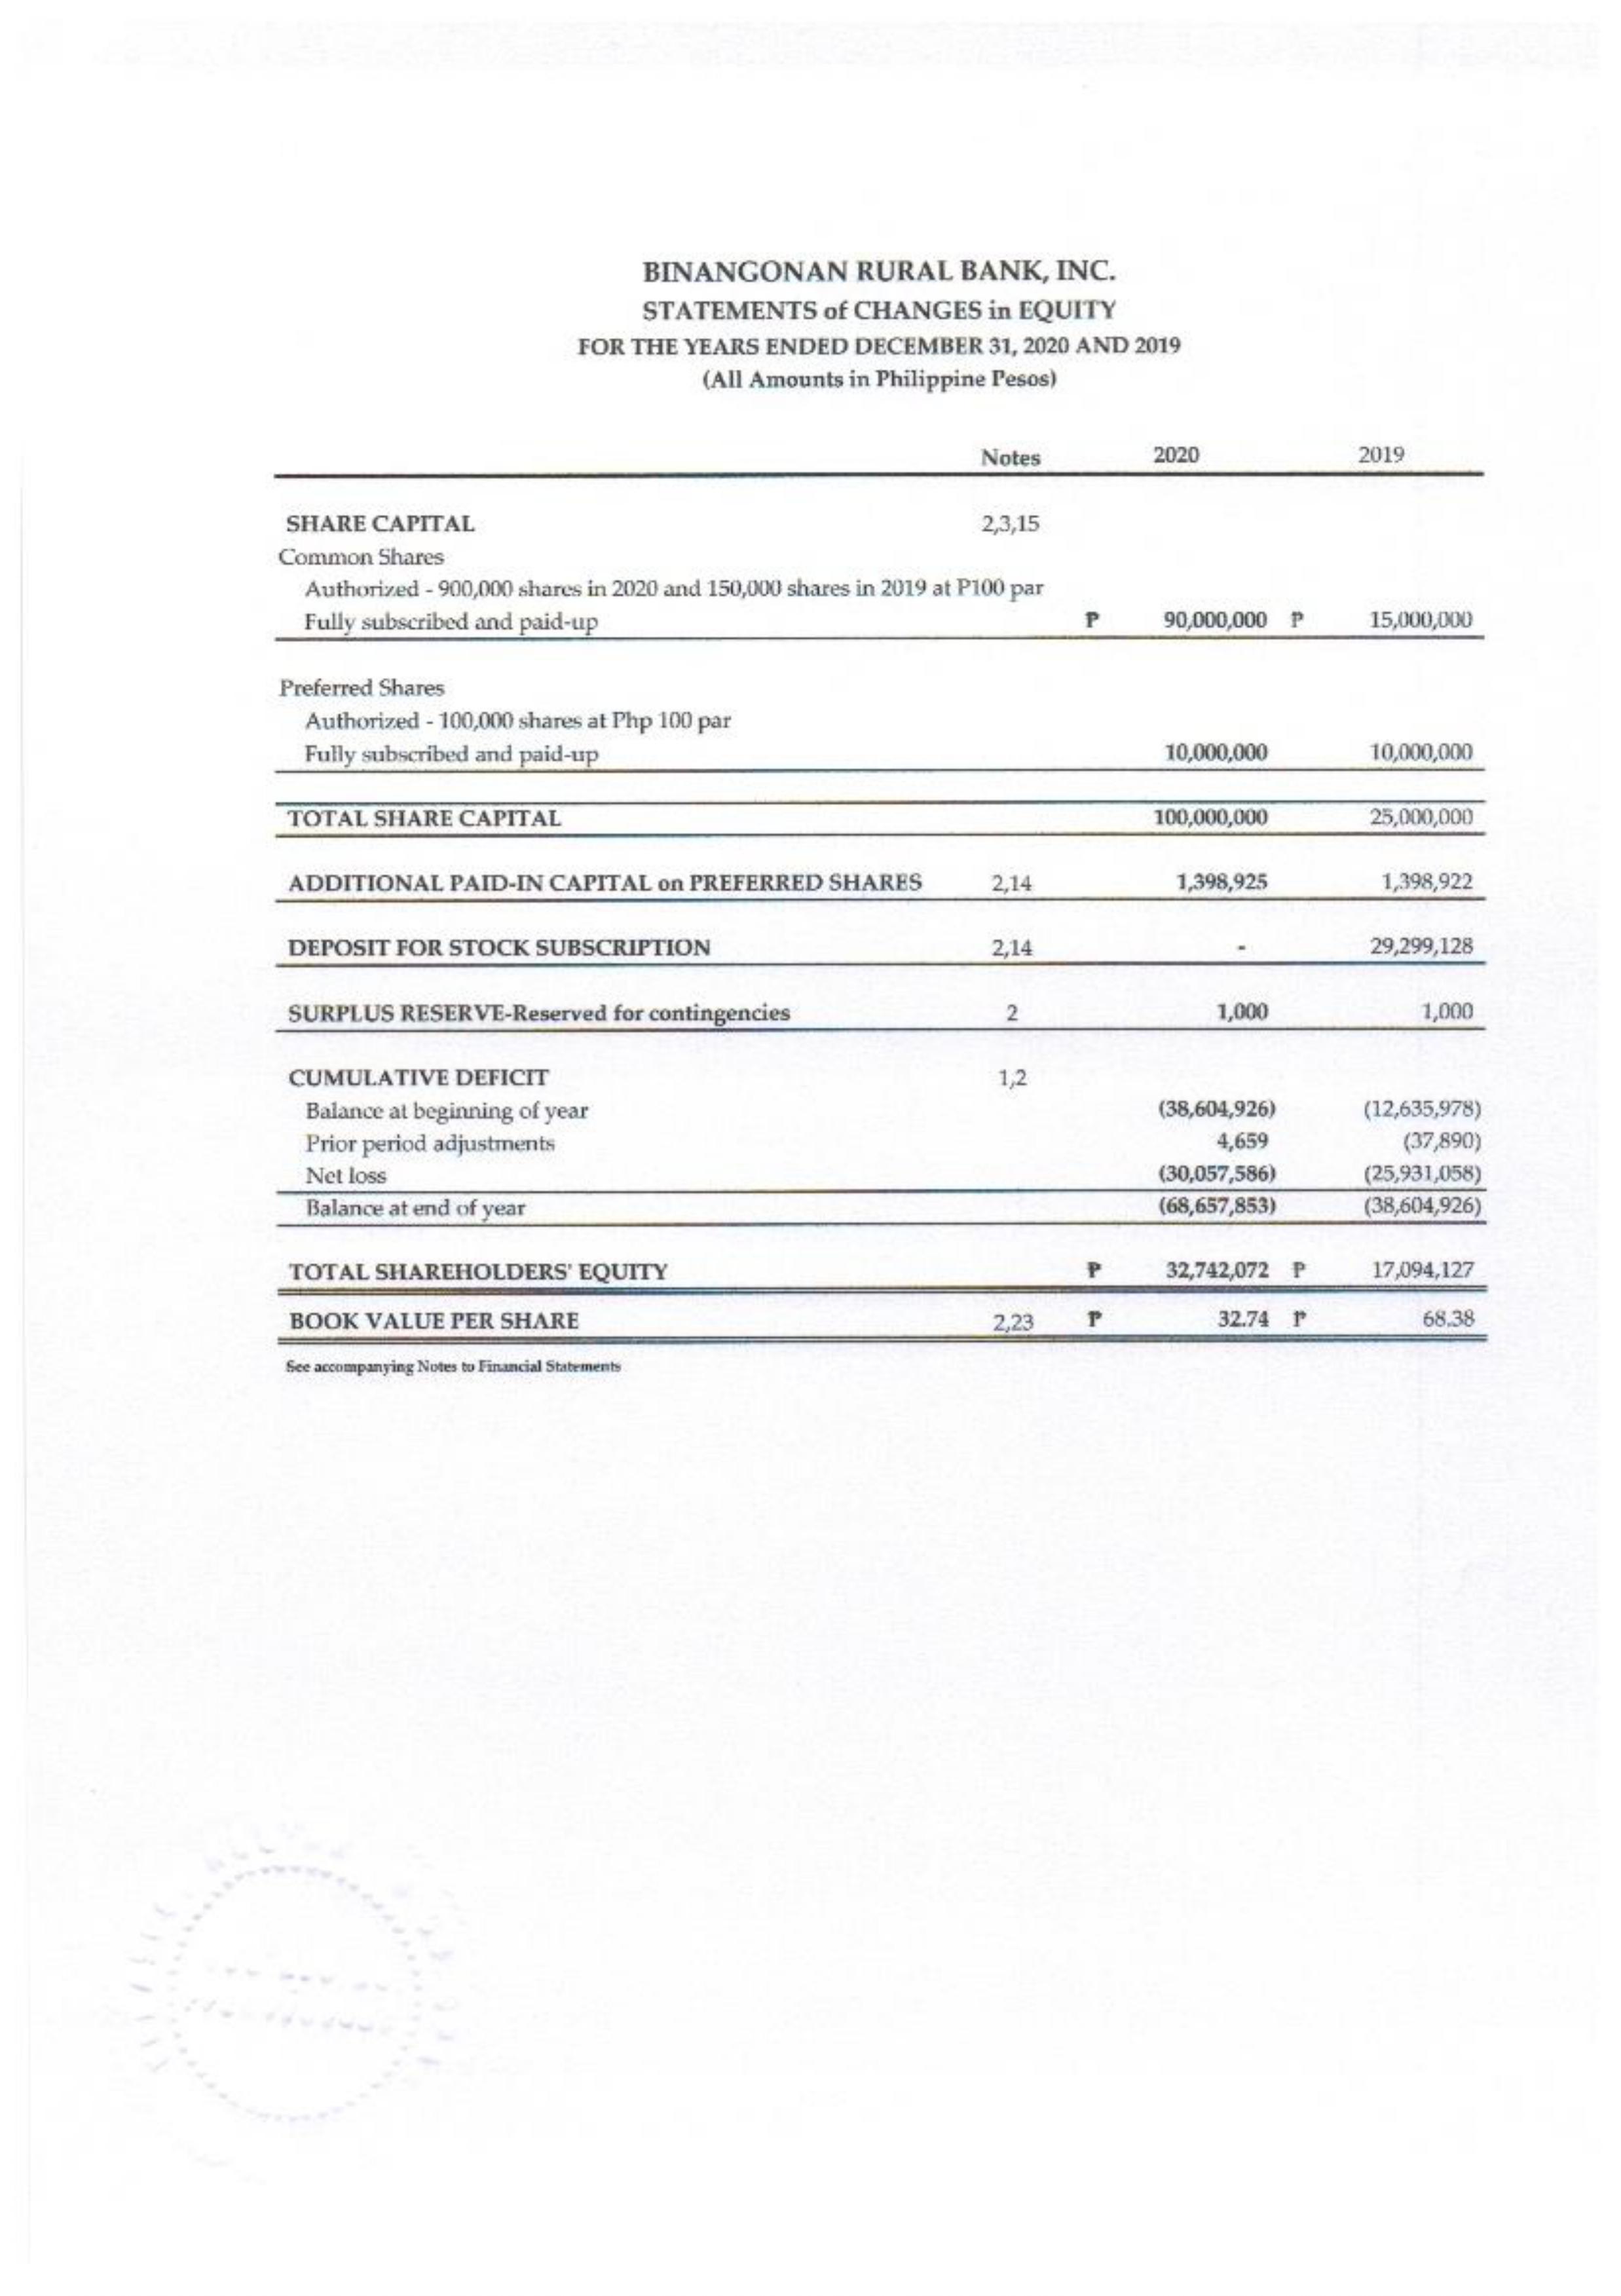 BINANGONAN RURAL BANK, INC.
STATEMENTS of CHANGES in EQUITY
FOR THE YEARS ENDED DECEMBER 31, 2020 AND 2019
(All Amounts in Philippine Pesos)
Notes 2020 2019
SHARE CAPITAL 2,3,15
Common Shares
Authorized - 900,000 shares in 2020 and 150,000 shares in 2019 at P100 par
Fully subscribed and paid-up ₱ 90,000,000 ₱ 15,000,000
Preferred Shares
Authorized - 100,000 shares at Php 100 par
Fully subscribed and paid-up 10,000,000 10,000,000
TOTAL SHARE CAPITAL 100,000,000 25,000,000
ADDITIONAL PAID-IN CAPITAL on PREFERRED SHARES 2,14 1,398,925 1,398,922
DEPOSIT FOR STOCK SUBSCRIPTION 2,14 - 29,299,128
SURPLUS RESERVE-Reserved for contingencies 2 1,000 1,000
CUMULATIVE DEFICIT 1,2
Balance at beginning of year (38,604,926) (12,635,978)
Prior period adjustments 4,659 (37,890)
Net loss (30,057,586) (25,931,058)
Balance at end of year (68,657,853) (38,604,926)
TOTAL SHAREHOLDERS' EQUITY ₱ 32,742,072 ₱ 17,094,127
BOOK VALUE PER SHARE 2,23 ₱ 32.74 ₱ 68.38
See accompanying Notes to Financial Statements